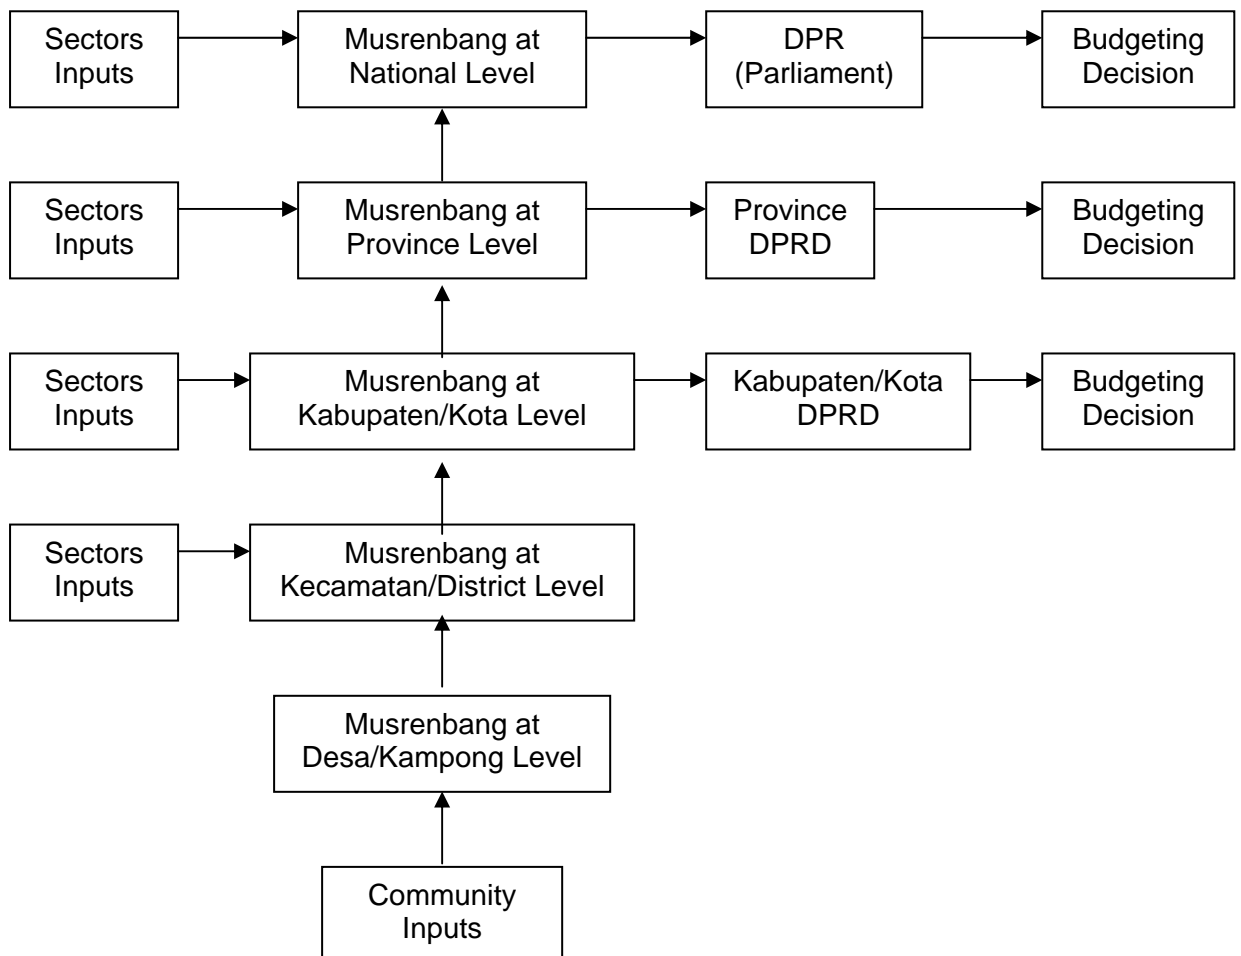 Sectors
Inputs
Musrenbang at
National Level
DPR
(Parliament)
Budgeting
Decision
Sectors
Inputs
Musrenbang at
Province Level
Province
DPRD
Budgeting
Decision
Sectors
Inputs
Musrenbang at
Kabupaten/Kota Level
Kabupaten/Kota
DPRD
Budgeting
Decision
Sectors
Inputs
Musrenbang at
Kecamatan/District Level
Musrenbang at
Desa/Kampong Level
Community
Inputs